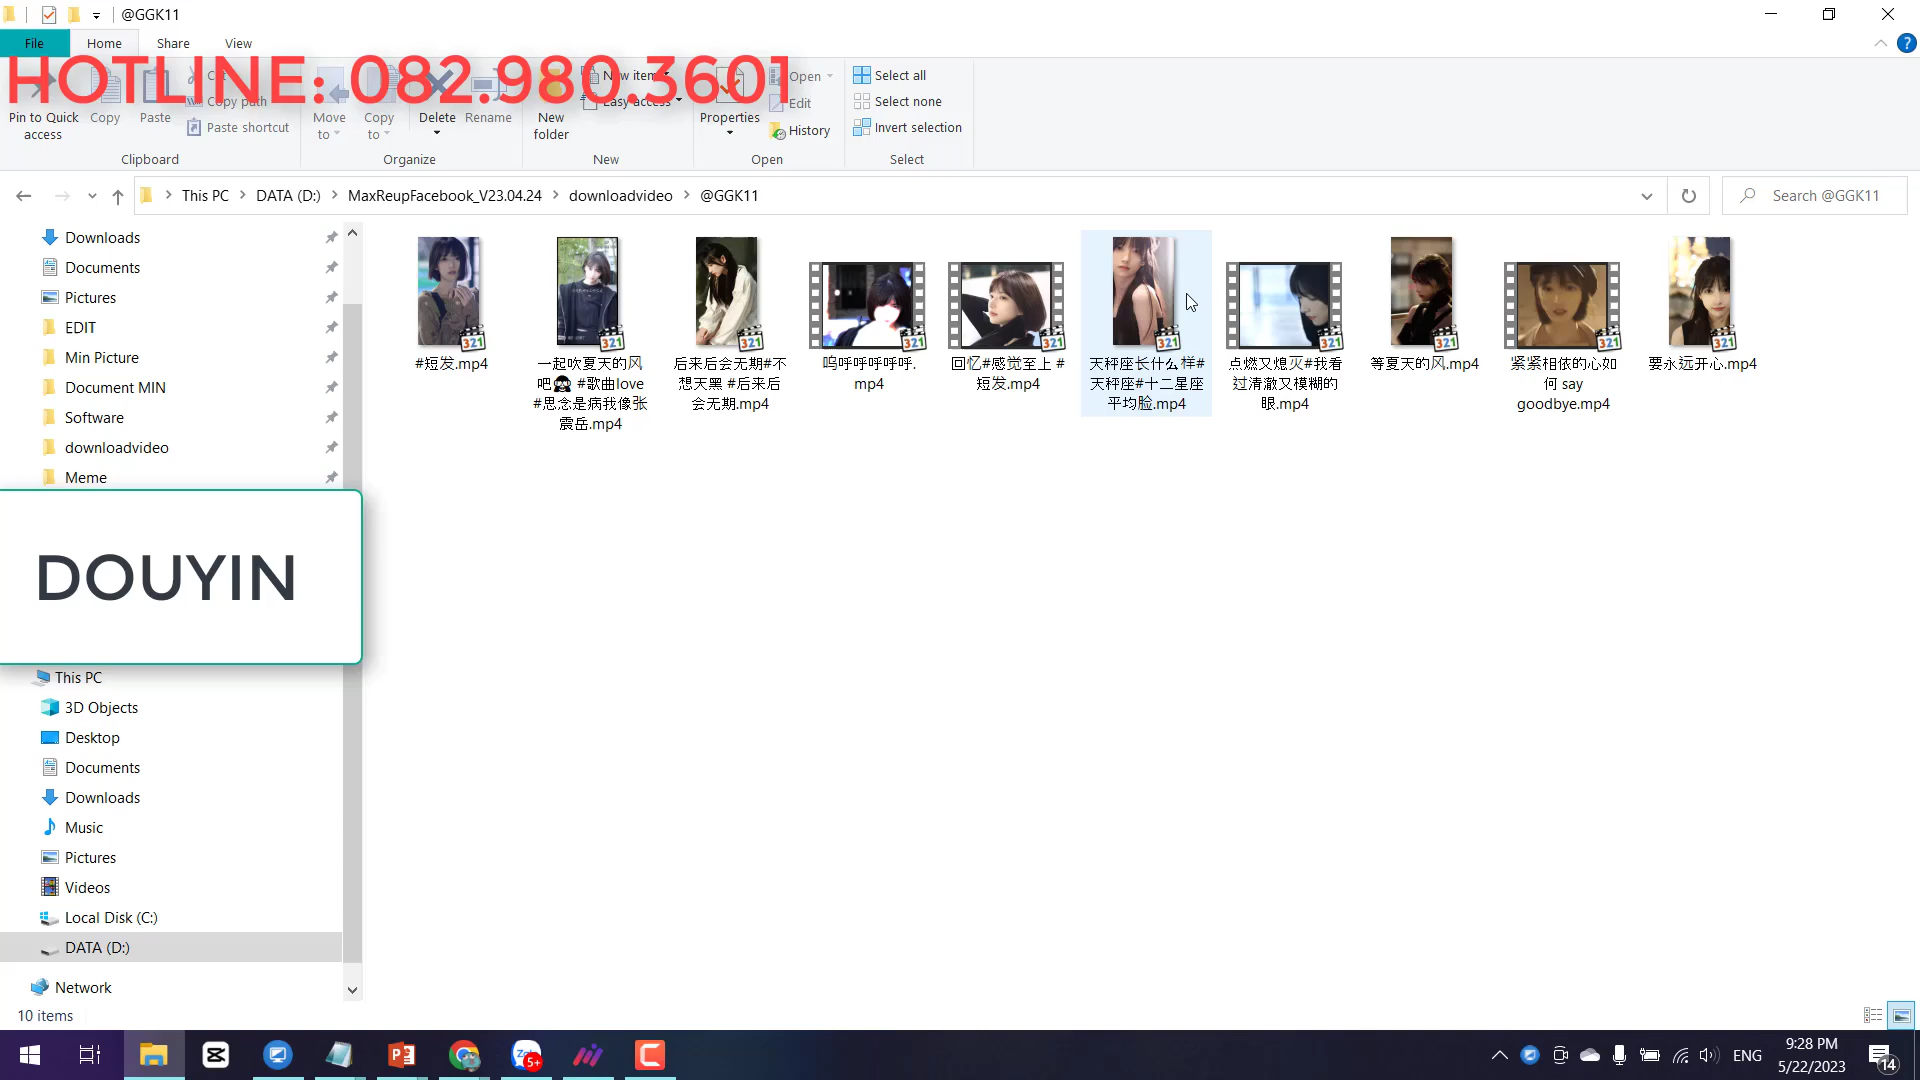 @GGK11
File
Home
Share
View
HOTLINE: 082.980.3601
Pin to Quick
access
Copy
Paste
Copy path
Paste shortcut
Move
to
Copy
to
Delete
Rename
New
folder
New item
Easy access
Properties
Open
Edit
History
Select all
Select none
Invert selection
Clipboard
Organize
New
Open
Select
This PC
DATA (D:)
MaxReupFacebook_V23.04.24
downloadvideo
@GGK11
Search @GGK11
Downloads
Documents
Pictures
EDIT
Min Picture
Document MIN
Software
downloadvideo
Meme
DOUYIN
This PC
3D Objects
Desktop
Documents
Downloads
Music
Pictures
Videos
Local Disk (C:)
DATA (D:)
Network
#短发.mp4
一起吹夏天的风
吧 #歌曲love
#思念是病我像张
震岳.mp4
后来后会无期#不
想天黑 #后来后
会无期.mp4
呜呼呼呼呼呼.
mp4
回忆#感觉至上 #
短发.mp4
天秤座长什么样#
天秤座#十二星座
平均脸.mp4
点燃又熄灭#我看
过清澈又模糊的
眼.mp4
等夏天的风.mp4
紧紧相依的心如
何 say
goodbye.mp4
要永远开心.mp4
10 items
5+
ENG
9:28 PM
5/22/2023
14